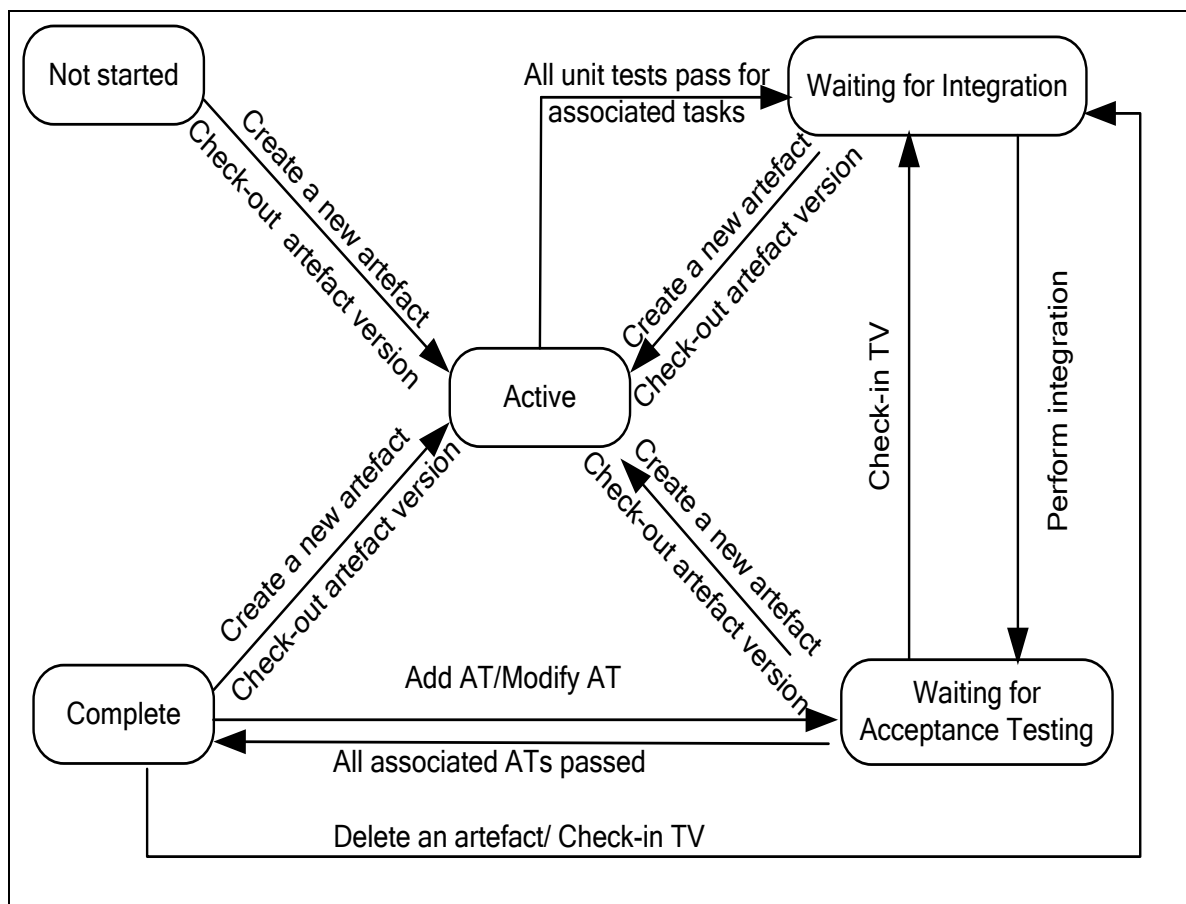 Not started
All unit tests pass for
associated tasks
Waiting for Integration
Create a new artefact
Check-out artefact version
Create a new artefact
Check-out artefact version
Check-in TV
Perform integration
Active
Create a new artefact
Check-out artefact version
Create a new artefact
Check-out artefact version
Complete
Add AT/Modify AT
Waiting for
Acceptance Testing
All associated ATs passed
Delete an artefact/ Check-in TV